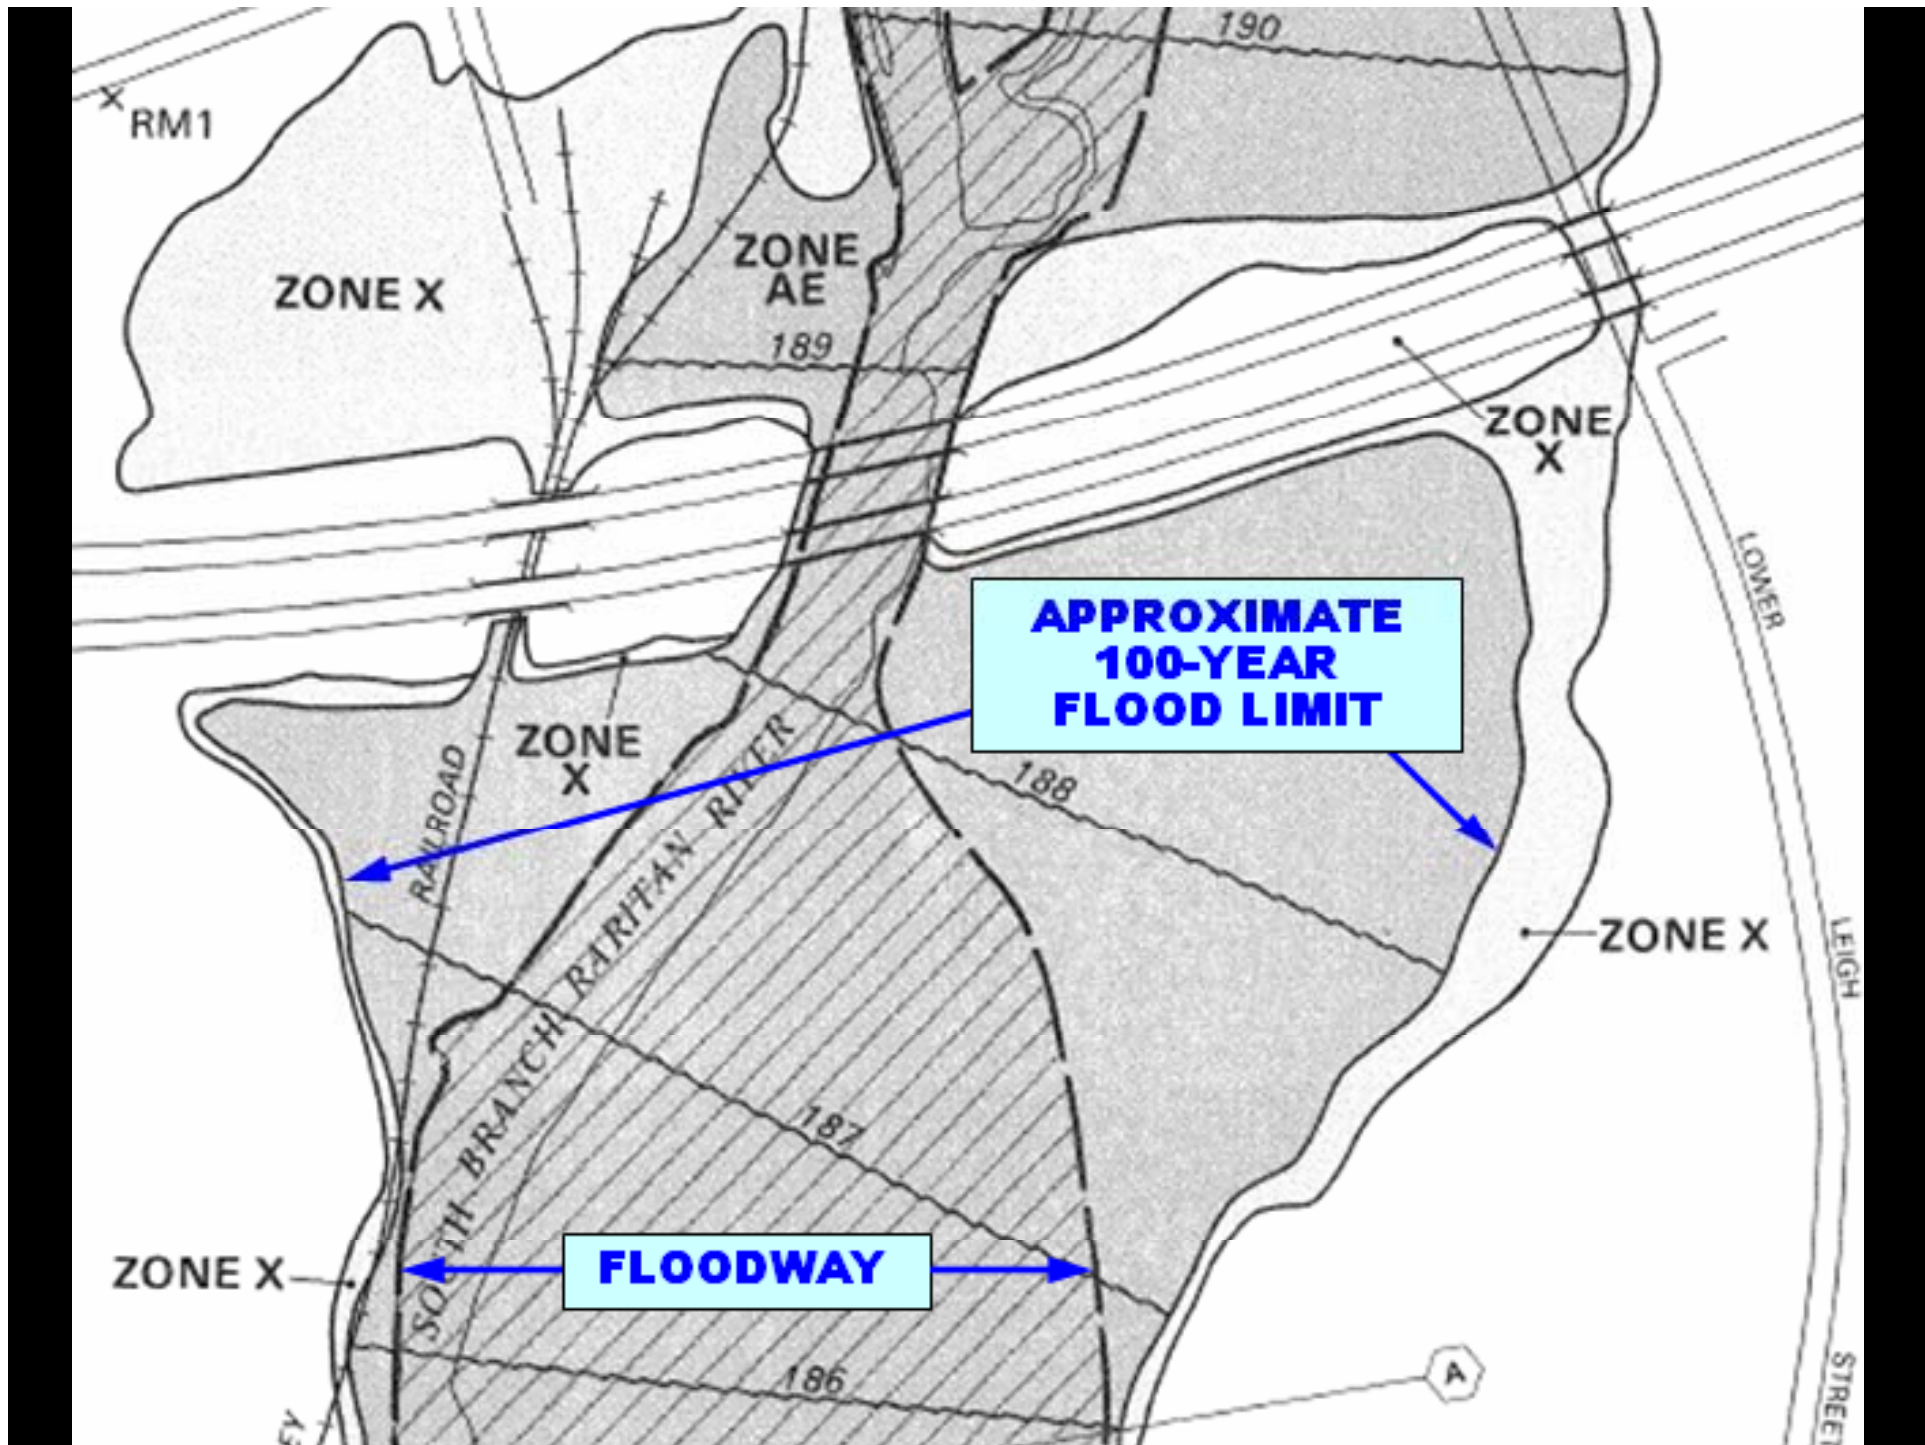 190
RM1
ZONE
AE
ZONE X
189
ZONE
X
LOWER
APPROXIMATE
100-YEAR
FLOOD LIMIT
ZONE
X
188
RAILROAD
SOUTH BRANCH RARITAN RIVER
ZONE X
LEIGH
187
ZONE X
FLOODWAY
186
A
STREET
EY